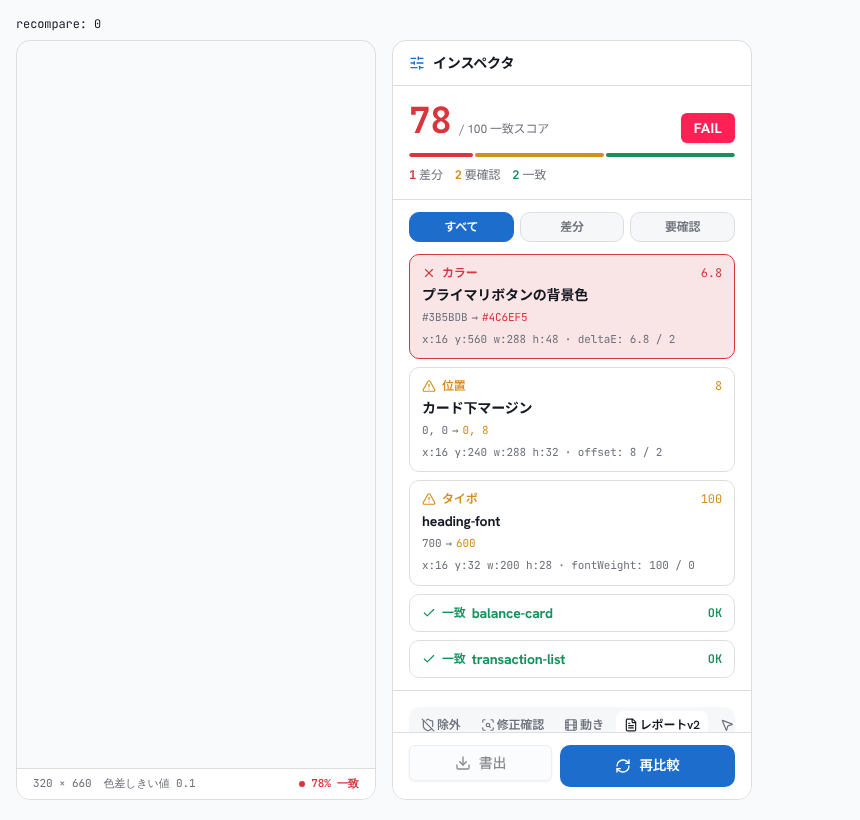 recompare: 0
インスペクタ
78 / 100 一致スコア
FAIL
1 差分 2 要確認 2 一致
すべて 差分 要確認
カラー 6.8
プライマリボタンの背景色
#3B5BDB → #4C6EF5
x:16 y:560 w:288 h:48 · deltaE: 6.8 / 2
位置 8
カード下マージン
0, 0 → 0, 8
x:16 y:240 w:288 h:32 · offset: 8 / 2
タイポ 100
heading-font
700 → 600
x:16 y:32 w:200 h:28 · fontWeight: 100 / 0
一致 balance-card OK
一致 transaction-list OK
除外 修正確認 動き レポートv2
書出 再比較
320 × 660 色差しきい値 0.1 78% 一致